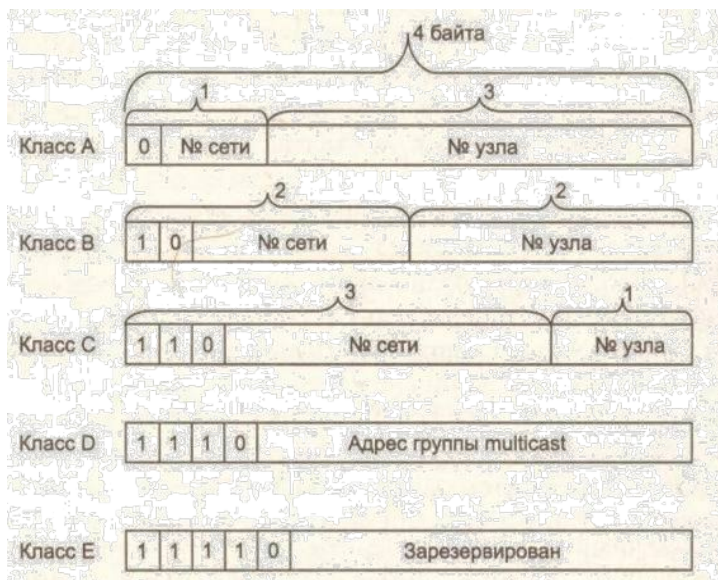 4 байта
1 3
Класс A 0 № сети № узла
2 2
Класс B 1 0 № сети № узла
3 1
Класс C 1 1 0 № сети № узла
Класс D 1 1 1 0 Адрес группы multicast
Класс E 1 1 1 1 0 Зарезервирован